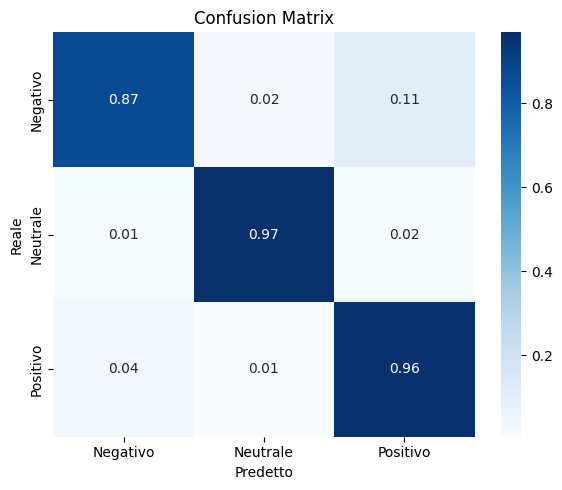 Confusion Matrix
Negativo
0.87
0.02
0.11
0.8
0.6
Reale
Neutrale
0.01
0.97
0.02
0.4
Positivo
0.04
0.01
0.96
0.2
Negativo
Neutrale
Positivo
Predetto